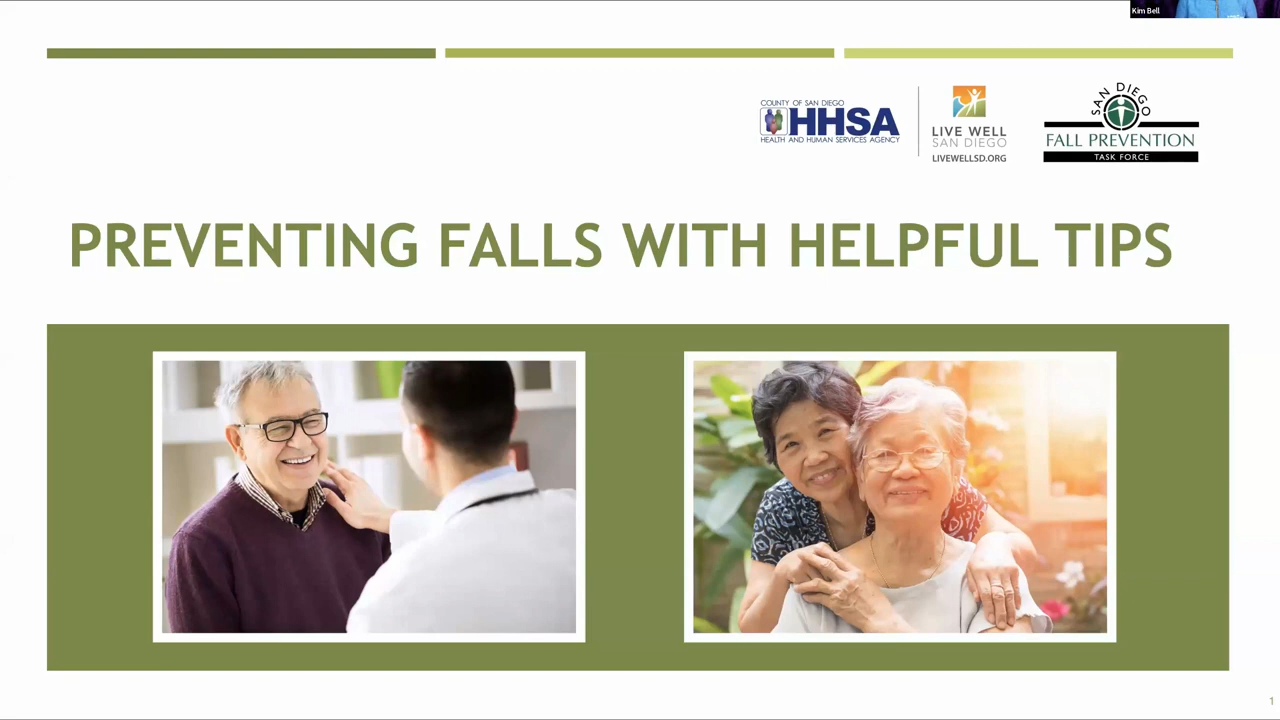 Kim Bell
COUNTY OF SAN DIEGO
HHSA
HEALTH AND HUMAN SERVICES AGENCY
LIVE WELL
SAN DIEGO
LIVEWELLSD.ORG
SAN DIEGO
FALL PREVENTION
TASK FORCE
PREVENTING FALLS WITH HELPFUL TIPS
1